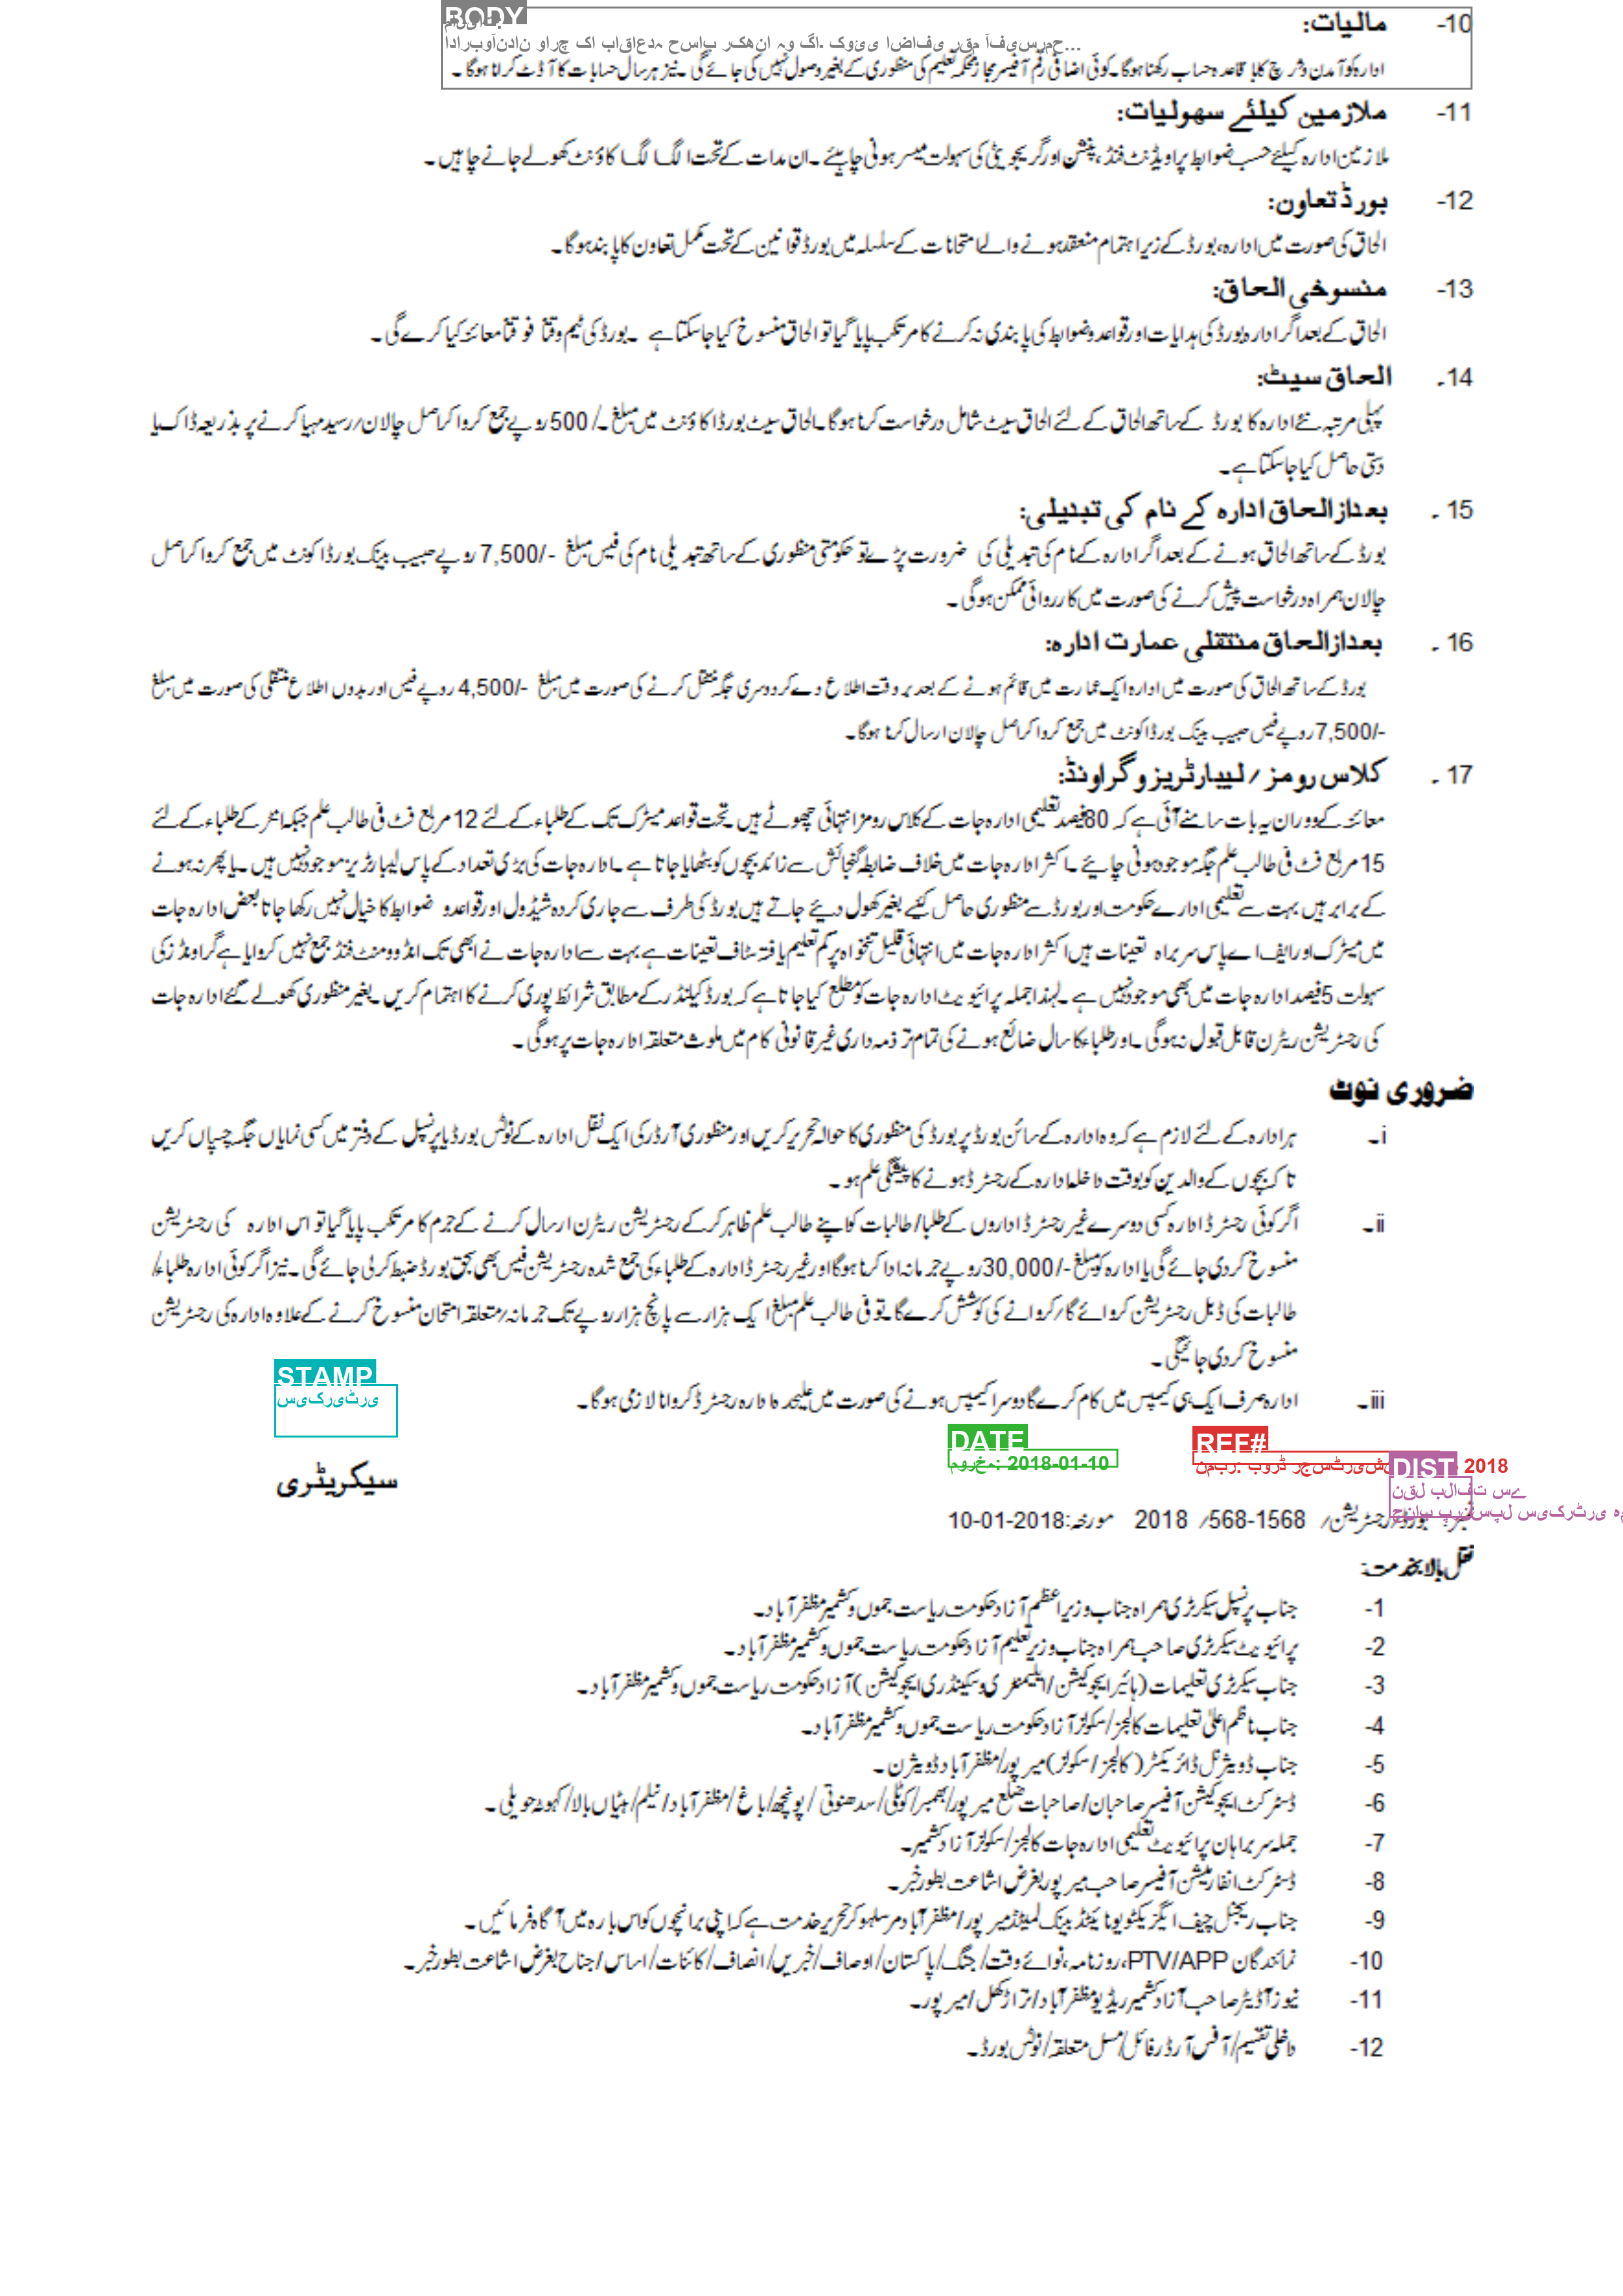 10- مالیات:
ادارہ کو آمدن و خرچ کا باقاعدہ حساب رکھنا ہوگا۔ کوئی اضافی رقم آفیسر مجاز محکمہ تعلیم کی منظوری کے بغیر وصول نہیں کی جائے گی ۔ نیز ہر سال حسابات کا آڈٹ کرانا ہوگا ۔
11- ملازمین کیلئے سہولیات:
ملازمین ادارہ کیلئے حسب ضوابط پراویڈنٹ فنڈ، پنشن اور گریجویٹی کی سہولت میسر ہونی چاہیئے ۔ ان مدات کے تحت الگ الگ اکاؤنٹ کھولے جانے چاہیں ۔
12- بورڈ تعاون:
الحاق کی صورت میں ادارہ، بورڈ کے زیر اہتمام منعقد ہونے والے امتحانات کے سلسلہ میں بورڈ قوانین کے تحت مکمل تعاون کا پابند ہوگا ۔
13- منسوخی الحاق:
الحاق کے بعد اگر ادارہ بورڈ کی ہدایات اور قواعد و ضوابط کی پابندی نہ کرنے کا مرتکب پایا گیا تو الحاق منسوخ کیا جا سکتا ہے ۔ بورڈ کی ٹیم وقتاً فوقتاً معائنہ کیا کرے گی ۔
14۔ الحاق سیٹ:
پہلی مرتبہ نئے ادارہ کا بورڈ کے ساتھ الحاق کے لئے الحاق سیٹ شامل درخواست کرنا ہوگا ۔ الحاق سیٹ بورڈ اکاؤنٹ میں مبلغ ۔/500 روپے جمع کروا کر اصل چالان/رسید مہیا کرنے پر بذریعہ ڈاک یا
دستی حاصل کیا جا سکتا ہے ۔
15 ۔ بعد از الحاق ادارہ کے نام کی تبدیلی:
بورڈ کے ساتھ الحاق ہونے کے بعد اگر ادارہ کے نام کی تبدیلی کی ضرورت پڑے تو حکومتی منظوری کے ساتھ تبدیلی نام کی فیس مبلغ -/7,500 روپے حبیب بینک بورڈ اکونٹ میں جمع کروا کر اصل
چالان ہمراہ درخواست پیش کرنے کی صورت میں کارروائی ممکن ہوگی ۔
16 ۔ بعد از الحاق منتقلی عمارت ادارہ:
بورڈ کے ساتھ الحاق کی صورت میں ادارہ ایک عمارت میں قائم ہونے کے بعد بر وقت اطلاع دے کر دوسری جگہ منتقل کرنے کی صورت میں مبلغ -/4,500 روپے فیس اور بدوں اطلاع منتقلی کی صورت میں مبلغ
-/7,500 روپے فیس حبیب بینک بورڈ اکونٹ میں جمع کروا کر اصل چالان ارسال کرنا ہوگا ۔
17 ۔ کلاس رومز / لیبارٹریز و گراونڈ:
معائنہ کے دوران یہ بات سامنے آئی ہے کہ 80 فیصد تعلیمی ادارہ جات کے کلاس رومز انتہائی چھوٹے ہیں ۔ تحت قواعد میٹرک تک کے طلباء کے لئے 12 مربع فٹ فی طالب علم جبکہ انٹر کے طلباء کے لئے
15 مربع فٹ فی طالب علم جگہ موجود ہونی چاہیے ۔ اکثر ادارہ جات میں خلاف ضابطہ گنجائش سے زائد بچوں کو بٹھایا جاتا ہے ۔ ادارہ جات کی بڑی تعداد کے پاس لیبارٹریز موجود نہیں ہیں ۔ یا پھر نہ ہونے
کے برابر ہیں بہت سے تعلیمی ادارے حکومت اور بورڈ سے منظوری حاصل کیئے بغیر کھول دیئے جاتے ہیں بورڈ کی طرف سے جاری کردہ شیڈول اور قواعد و ضوابط کا خیال نہیں رکھا جاتا بعض ادارہ جات
میں میٹرک اور ایف اے پاس سربراہ تعینات ہیں اکثر ادارہ جات میں انتہائی قلیل تنخواہ پر کم تعلیم یافتہ سٹاف تعینات ہے بہت سے ادارہ جات نے ابھی تک انڈوومنٹ فنڈ جمع نہیں کروایا ہے گراونڈز کی
سہولت 5 فیصد ادارہ جات میں بھی موجود نہیں ہے ۔ لہذا جملہ پرائیویٹ ادارہ جات کو مطلع کیا جاتا ہے کہ بورڈ کیلنڈر کے مطابق شرائط پوری کرنے کا اہتمام کریں ۔ بغیر منظوری کھولے گئے ادارہ جات
کی رجسٹریشن ریٹرن قابل قبول نہ ہوگی ۔ اور طلباء کا سال ضائع ہونے کی تمام تر ذمہ داری غیر قانونی کام میں ملوث متعلقہ ادارہ جات پر ہوگی ۔
ضروری نوٹ
i۔ ہر ادارہ کے لئے لازم ہے کہ وہ ادارہ کے سائن بورڈ پر بورڈ کی منظوری کا حوالہ تحریر کریں اور منظوری آرڈر کی ایک نقل ادارہ کے نوٹس بورڈ یا پرنسپل کے دفتر میں کسی نمایاں جگہ چسپاں کریں
تاکہ بچوں کے والدین کو بوقت داخلہ ادارہ کے رجسٹرڈ ہونے کا پیشگی علم ہو ۔
ii۔ اگر کوئی رجسٹرڈ ادارہ کسی دوسرے غیر رجسٹرڈ اداروں کے طلبا/طالبات کو اپنے طالب علم ظاہر کر کے رجسٹریشن ریٹرن ارسال کرنے کے جرم کا مرتکب پایا گیا تو اس ادارہ کی رجسٹریشن
منسوخ کر دی جائے گی یا ادارہ کو مبلغ -/30,000 روپے جرمانہ ادا کرنا ہوگا اور غیر رجسٹرڈ ادارہ کے طلباء کی جمع شدہ رجسٹریشن فیس بھی بحق بورڈ ضبط کر لی جائے گی ۔ نیز اگر کوئی ادارہ طلباء/
طالبات کی ڈبل رجسٹریشن کروائے گا/کروانے کی کوشش کرے گا ۔ تو فی طالب علم مبلغ ایک ہزار سے پانچ ہزار روپے تک جرمانہ/متعلقہ امتحان منسوخ کرنے کے علاوہ ادارہ کی رجسٹریشن
منسوخ کر دی جائیگی ۔
iii۔ ادارہ صرف ایک ہی کیمپس میں کام کرے گا دوسرا کیمپس ہونے کی صورت میں علیحدہ ادارہ رجسٹرڈ کروانا لازمی ہوگا ۔
سیکریٹری
بورڈ/رجسٹریشن/ 568-1568/ 2018 مورخہ:10-01-2018
نقل بالا بخدمت:
1- جناب پرنسپل سیکرٹری ہمراہ جناب وزیراعظم آزاد حکومت ریاست جموں و کشمیر مظفرآباد ۔
2- پرائیویٹ سیکرٹری صاحب ہمراہ جناب وزیر تعلیم آزاد حکومت ریاست جموں و کشمیر مظفرآباد ۔
3- جناب سیکرٹری تعلیمات (ہائیر ایجوکیشن/ایلیمنٹری و سیکینڈری ایجوکیشن) آزاد حکومت ریاست جموں و کشمیر مظفرآباد ۔
4- جناب ناظم اعلیٰ تعلیمات کالجز/سکولز آزاد حکومت ریاست جموں و کشمیر مظفرآباد ۔
5- جناب ڈویژنل ڈائریکٹر (کالجز/سکولز) میرپور/مظفرآباد ڈویژن ۔
6- ڈسٹرکٹ ایجوکیشن آفیسر صاحبان/صاحبات ضلع میرپور/بھمبر/کوٹلی/سدھنوتی/پونچھ/باغ/مظفرآباد/نیلم/ہٹیاں بالا/کہوٹہ حویلی ۔
7- جملہ سربراہان پرائیویٹ تعلیمی ادارہ جات کالجز/سکولز آزاد کشمیر ۔
8- ڈسٹرکٹ انفارمیشن آفیسر صاحب میرپور بغرض اشاعت بطور خبر ۔
9- جناب ریجنل چیف ایگزیکٹو یونائیٹڈ بینک لمیٹڈ میرپور/مظفرآباد مرسلہ ہو کر تحریر خدمت ہے کہ اپنی برانچوں کو اس بارہ میں آگاہ فرمائیں ۔
10- نمائندگان PTV/APP، روزنامہ، نوائے وقت/جنگ/پاکستان/اوصاف/خبریں/انصاف/کائنات/اساس/جناح بغرض اشاعت بطور خبر ۔
11- نیوز آڈیٹر صاحب آزاد کشمیر ریڈیو مظفرآباد/تراڑکھل/میرپور ۔
12- داخلی تقسیم/آفس آرڈر فائل/مسل متعلقہ/نوٹس بورڈ ۔
BODY
STAMP
DATE
مورخہ: 2018-01-10
REF#
DIST
2018